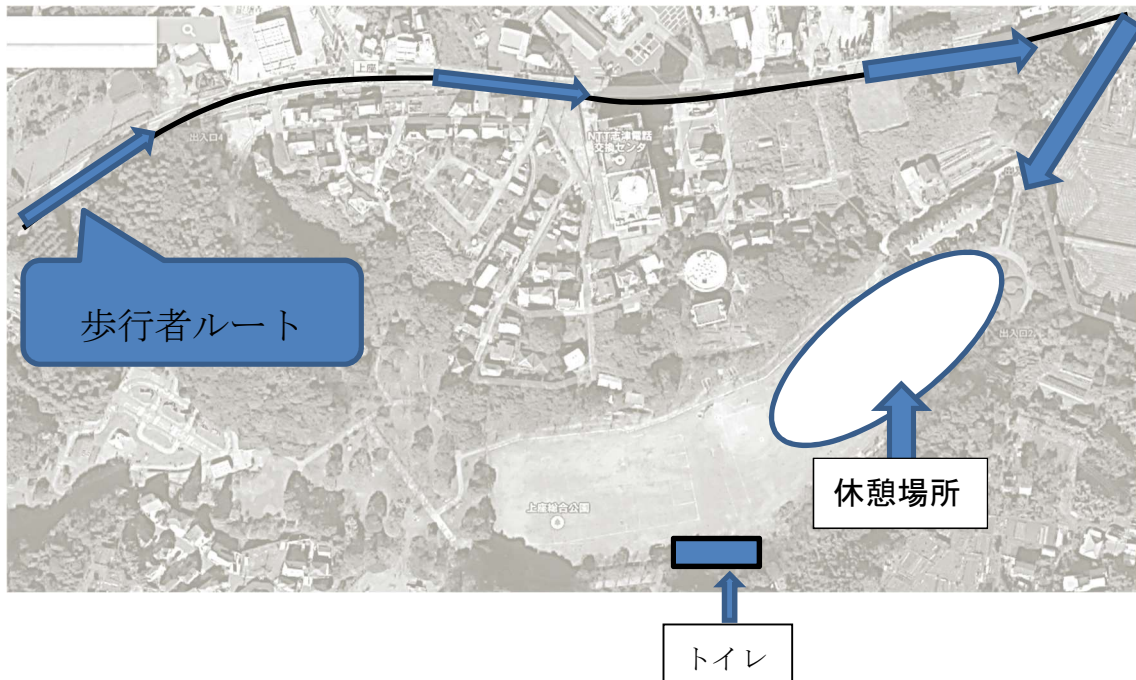 上座
出入口4
NTT志津電話
交換センタ
歩行者ルート
出入口2
休憩場所
上座総合公園
トイレ